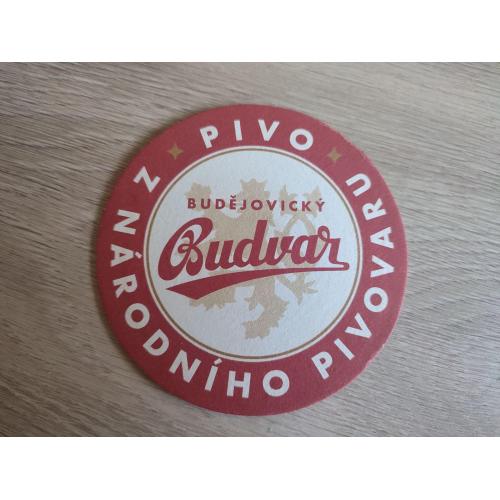 PIVO
Z NÁRODNÍHO PIVOVARU
BUDĚJOVICKÝ
Budvar